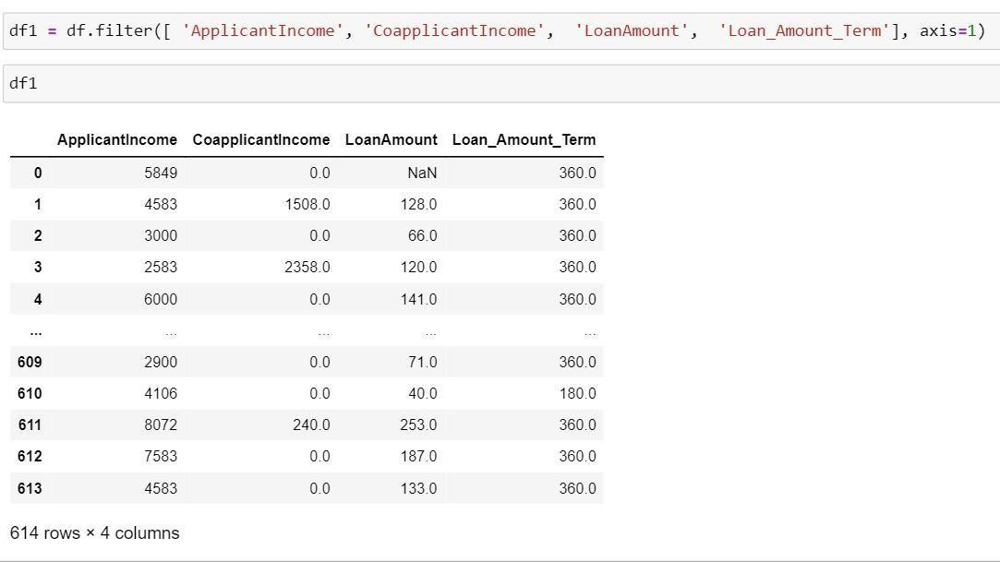 df1 = df.filter([ 'ApplicantIncome', 'CoapplicantIncome',  'LoanAmount',  'Loan_Amount_Term'], axis=1)
df1
ApplicantIncome CoapplicantIncome LoanAmount Loan_Amount_Term
0 5849 0.0 NaN 360.0
1 4583 1508.0 128.0 360.0
2 3000 0.0 66.0 360.0
3 2583 2358.0 120.0 360.0
4 6000 0.0 141.0 360.0
... ... ... ... ...
609 2900 0.0 71.0 360.0
610 4106 0.0 40.0 180.0
611 8072 240.0 253.0 360.0
612 7583 0.0 187.0 360.0
613 4583 0.0 133.0 360.0
614 rows × 4 columns